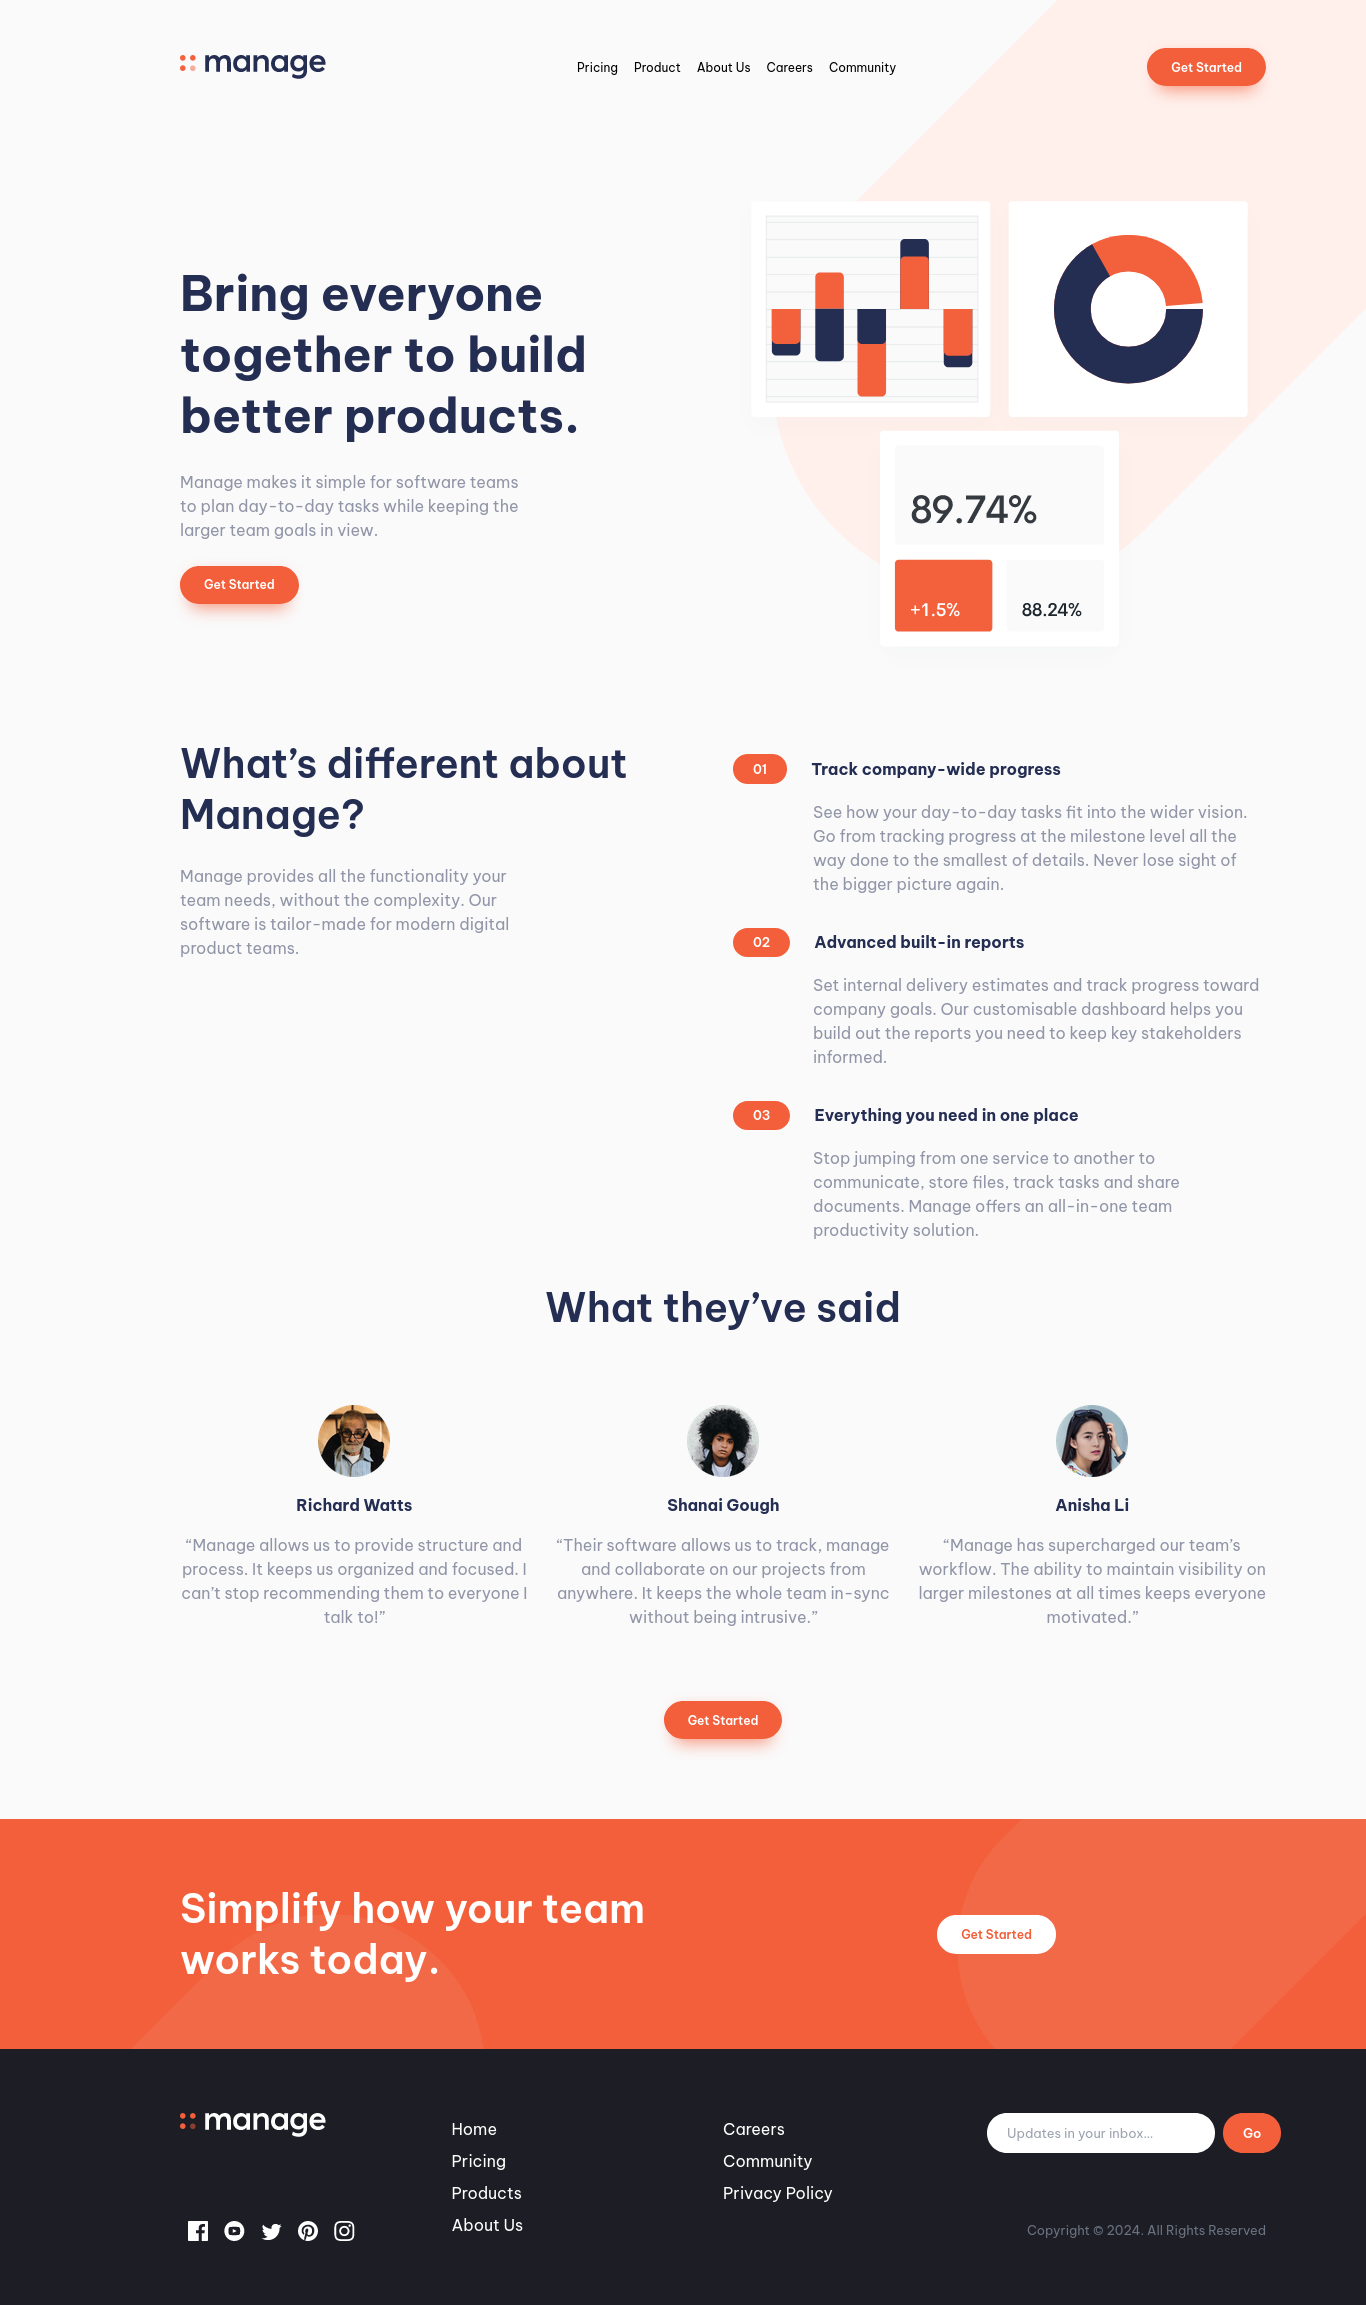 manage
Pricing Product About Us Careers Community
Get Started
Bring everyone
together to build
better products.
Manage makes it simple for software teams
to plan day-to-day tasks while keeping the
larger team goals in view.
Get Started
89.74%
+1.5%
88.24%
What’s different about
Manage?
Manage provides all the functionality your
team needs, without the complexity. Our
software is tailor-made for modern digital
product teams.
01 Track company-wide progress
See how your day-to-day tasks fit into the wider vision.
Go from tracking progress at the milestone level all the
way done to the smallest of details. Never lose sight of
the bigger picture again.
02 Advanced built-in reports
Set internal delivery estimates and track progress toward
company goals. Our customisable dashboard helps you
build out the reports you need to keep key stakeholders
informed.
03 Everything you need in one place
Stop jumping from one service to another to
communicate, store files, track tasks and share
documents. Manage offers an all-in-one team
productivity solution.
What they’ve said
Richard Watts
“Manage allows us to provide structure and
process. It keeps us organized and focused. I
can’t stop recommending them to everyone I
talk to!”
Shanai Gough
“Their software allows us to track, manage
and collaborate on our projects from
anywhere. It keeps the whole team in-sync
without being intrusive.”
Anisha Li
“Manage has supercharged our team’s
workflow. The ability to maintain visibility on
larger milestones at all times keeps everyone
motivated.”
Get Started
Simplify how your team
works today.
Get Started
manage
Home
Pricing
Products
About Us
Careers
Community
Privacy Policy
Updates in your inbox...
Go
Copyright © 2024. All Rights Reserved